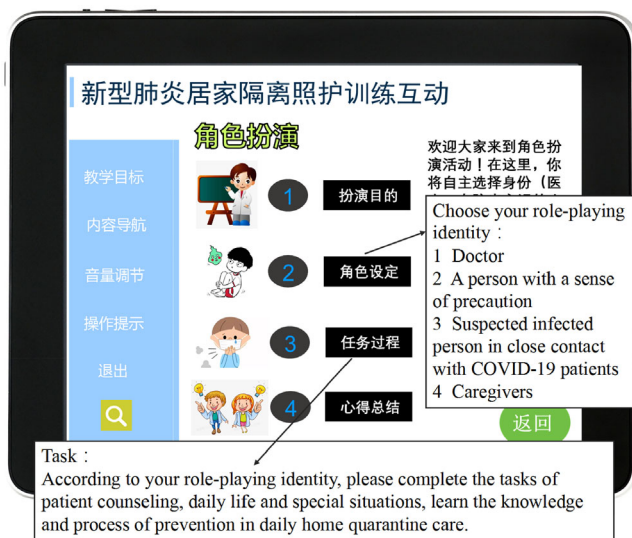 新型肺炎居家隔离照护训练互动
角色扮演
教学目标
内容导航
音量调节
操作提示
退出
1 扮演目的
2 角色设定
3 任务过程
4 心得总结
欢迎大家来到角色扮
演活动！在这里，你
将自主选择身份（医
Choose your role-playing
identity：
1 Doctor
2 A person with a sense
of precaution
3 Suspected infected
person in close contact
with COVID-19 patients
4 Caregivers
返回
Task：
According to your role-playing identity, please complete the tasks of
patient counseling, daily life and special situations, learn the knowledge
and process of prevention in daily home quarantine care.